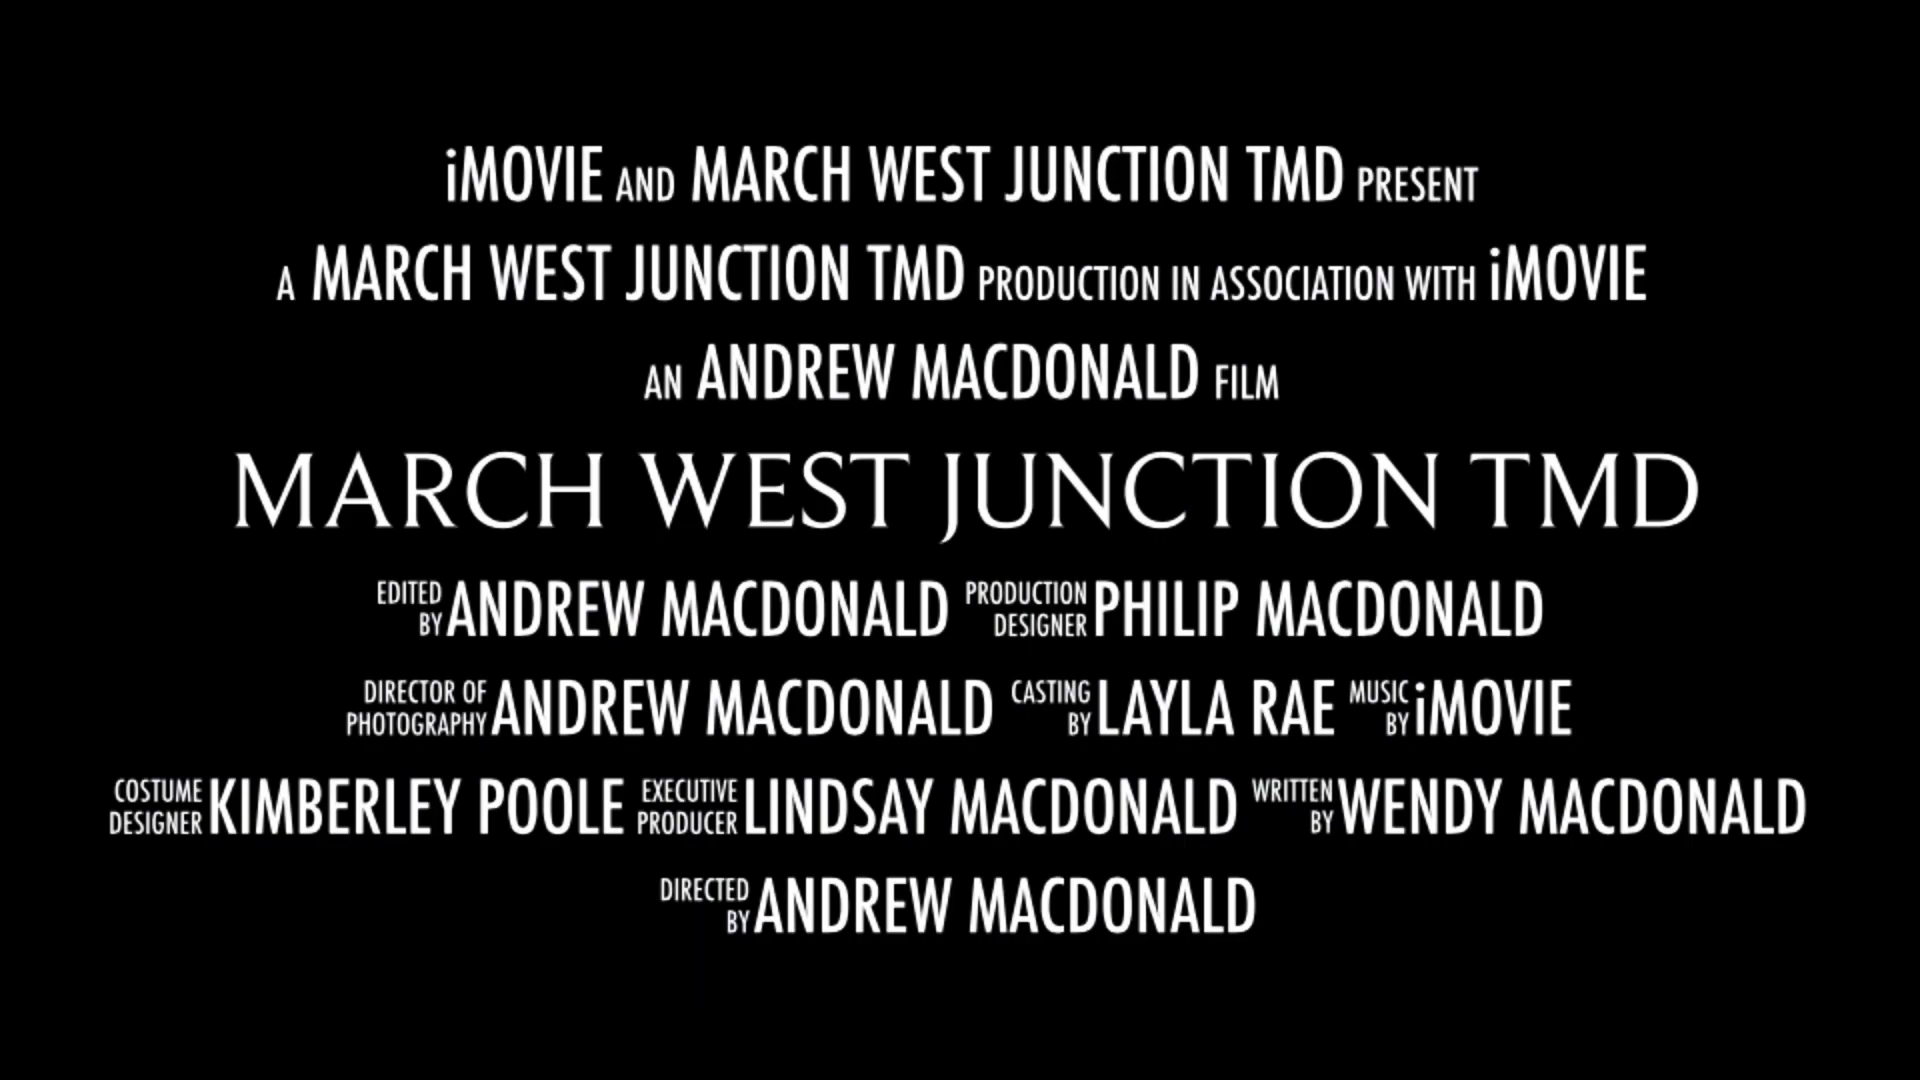 iMOVIE AND MARCH WEST JUNCTION TMD PRESENT
A MARCH WEST JUNCTION TMD PRODUCTION IN ASSOCIATION WITH iMOVIE
AN ANDREW MACDONALD FILM
MARCH WEST JUNCTION TMD
EDITED BY ANDREW MACDONALD PRODUCTION DESIGNER PHILIP MACDONALD
DIRECTOR OF PHOTOGRAPHY ANDREW MACDONALD CASTING BY LAYLA RAE MUSIC BY iMOVIE
COSTUME DESIGNER KIMBERLEY POOLE EXECUTIVE PRODUCER LINDSAY MACDONALD WRITTEN BY WENDY MACDONALD
DIRECTED BY ANDREW MACDONALD